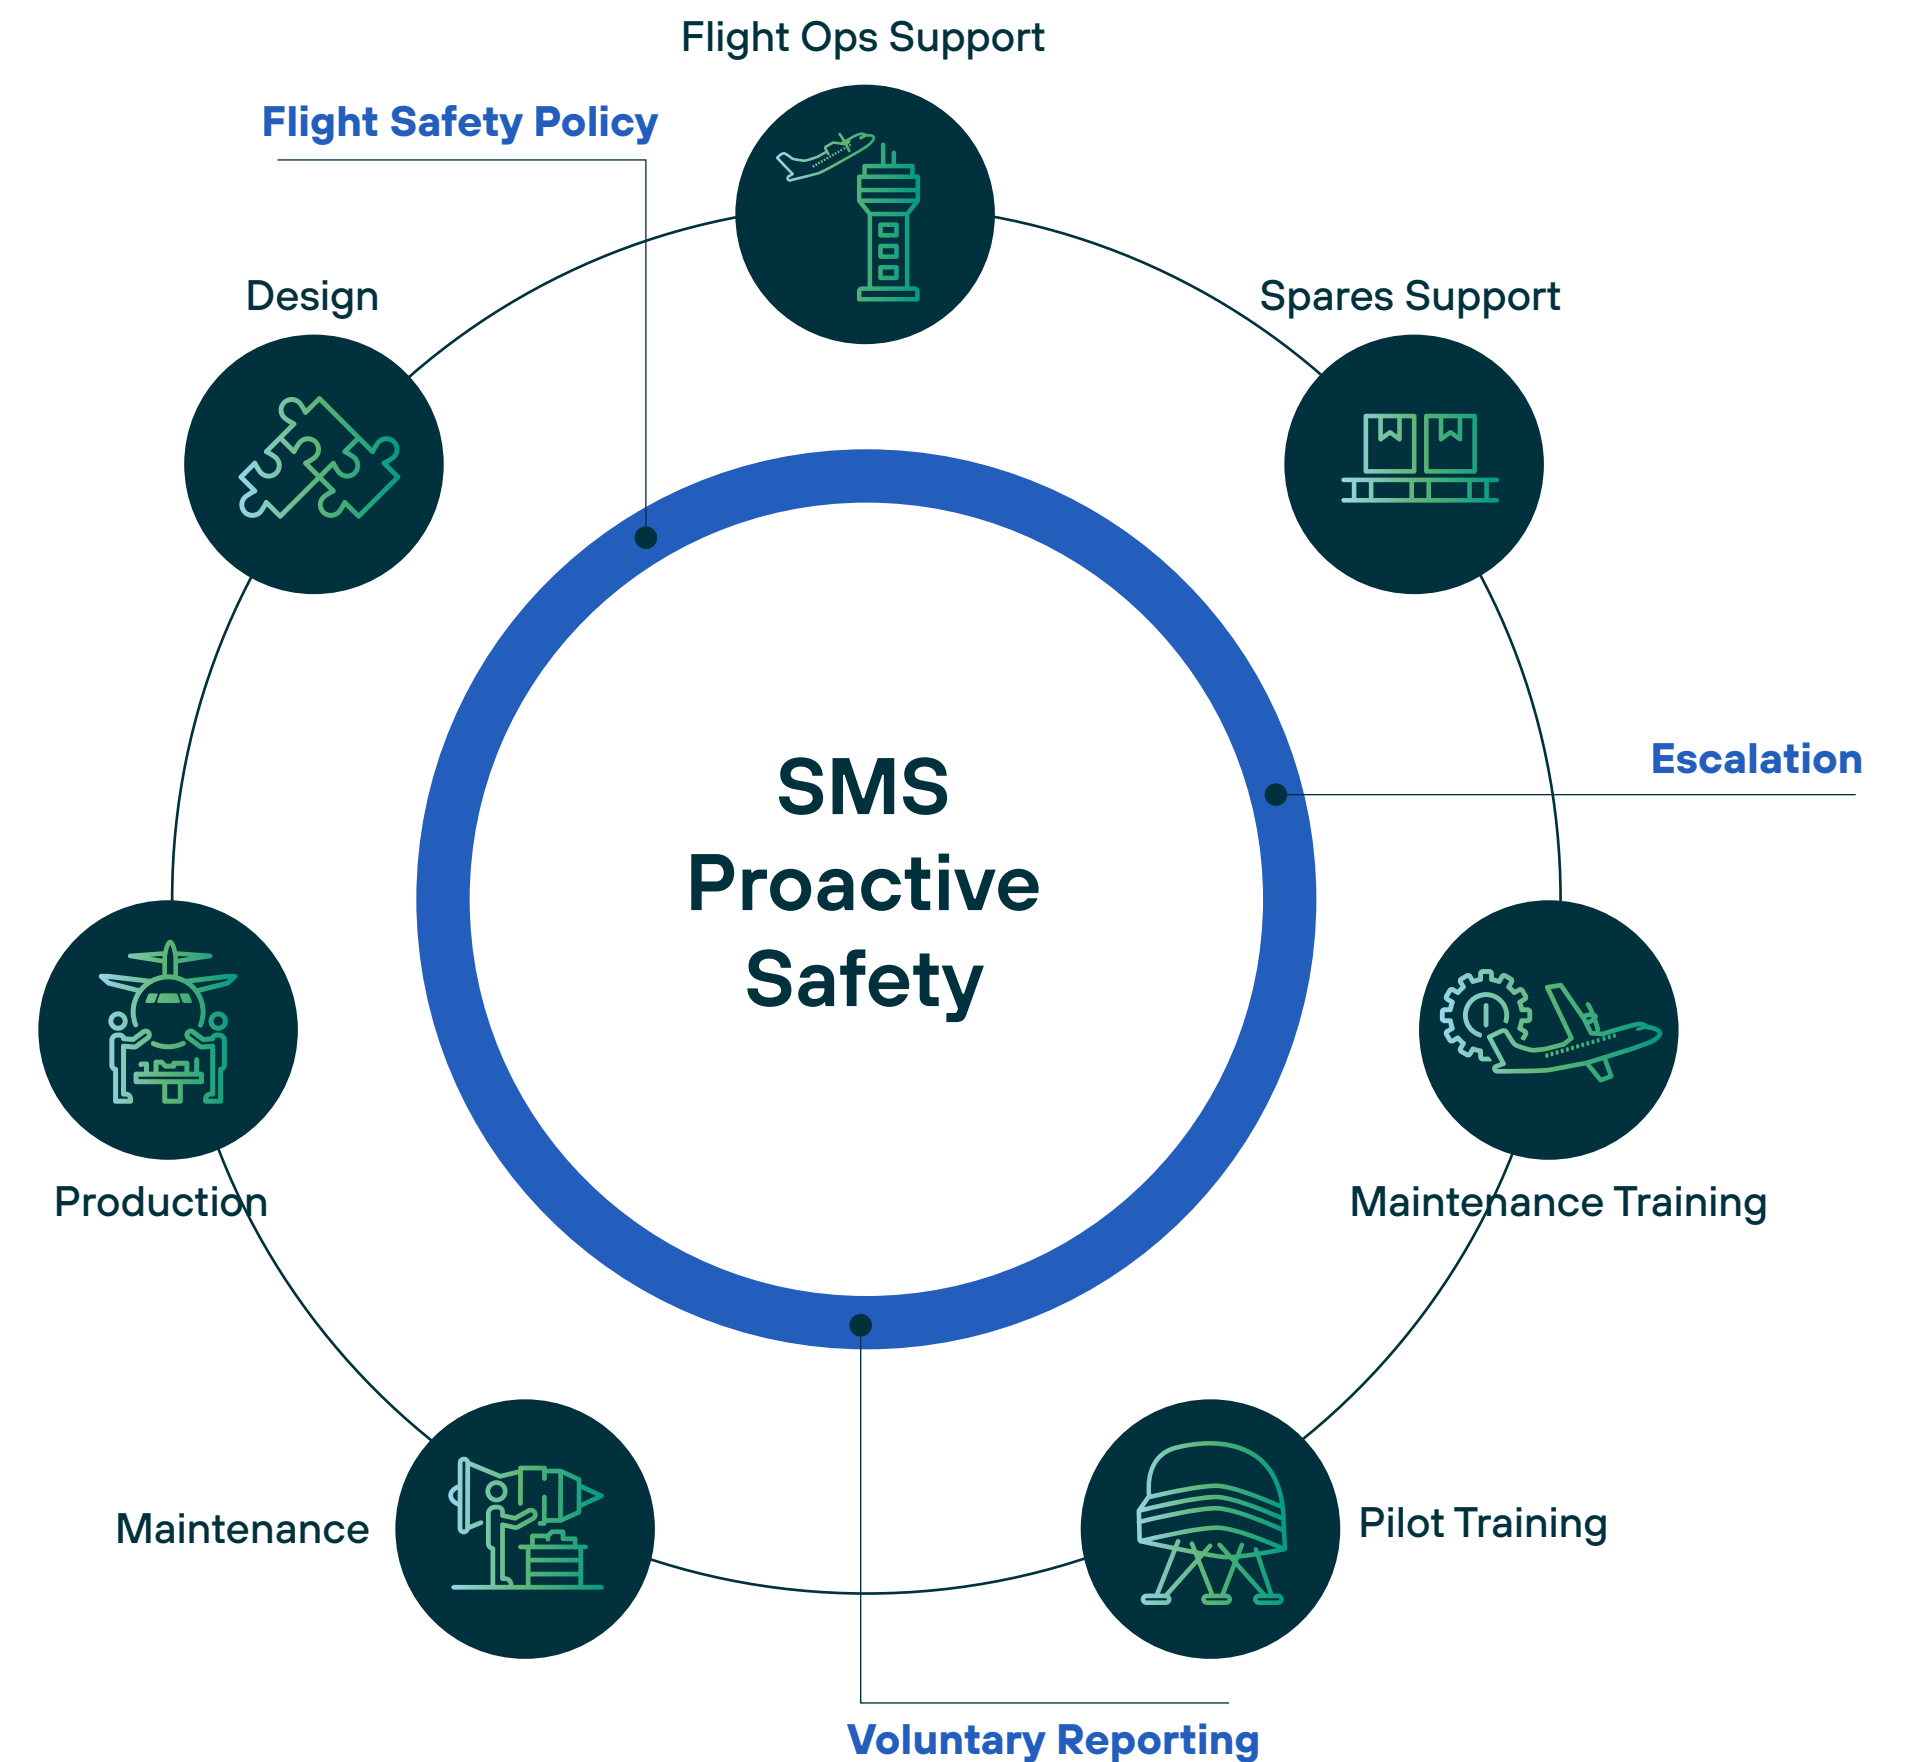 Flight Ops Support
Flight Safety Policy
Design
Spares Support
Escalation
SMS
Proactive
Safety
Production
Maintenance Training
Maintenance
Pilot Training
Voluntary Reporting